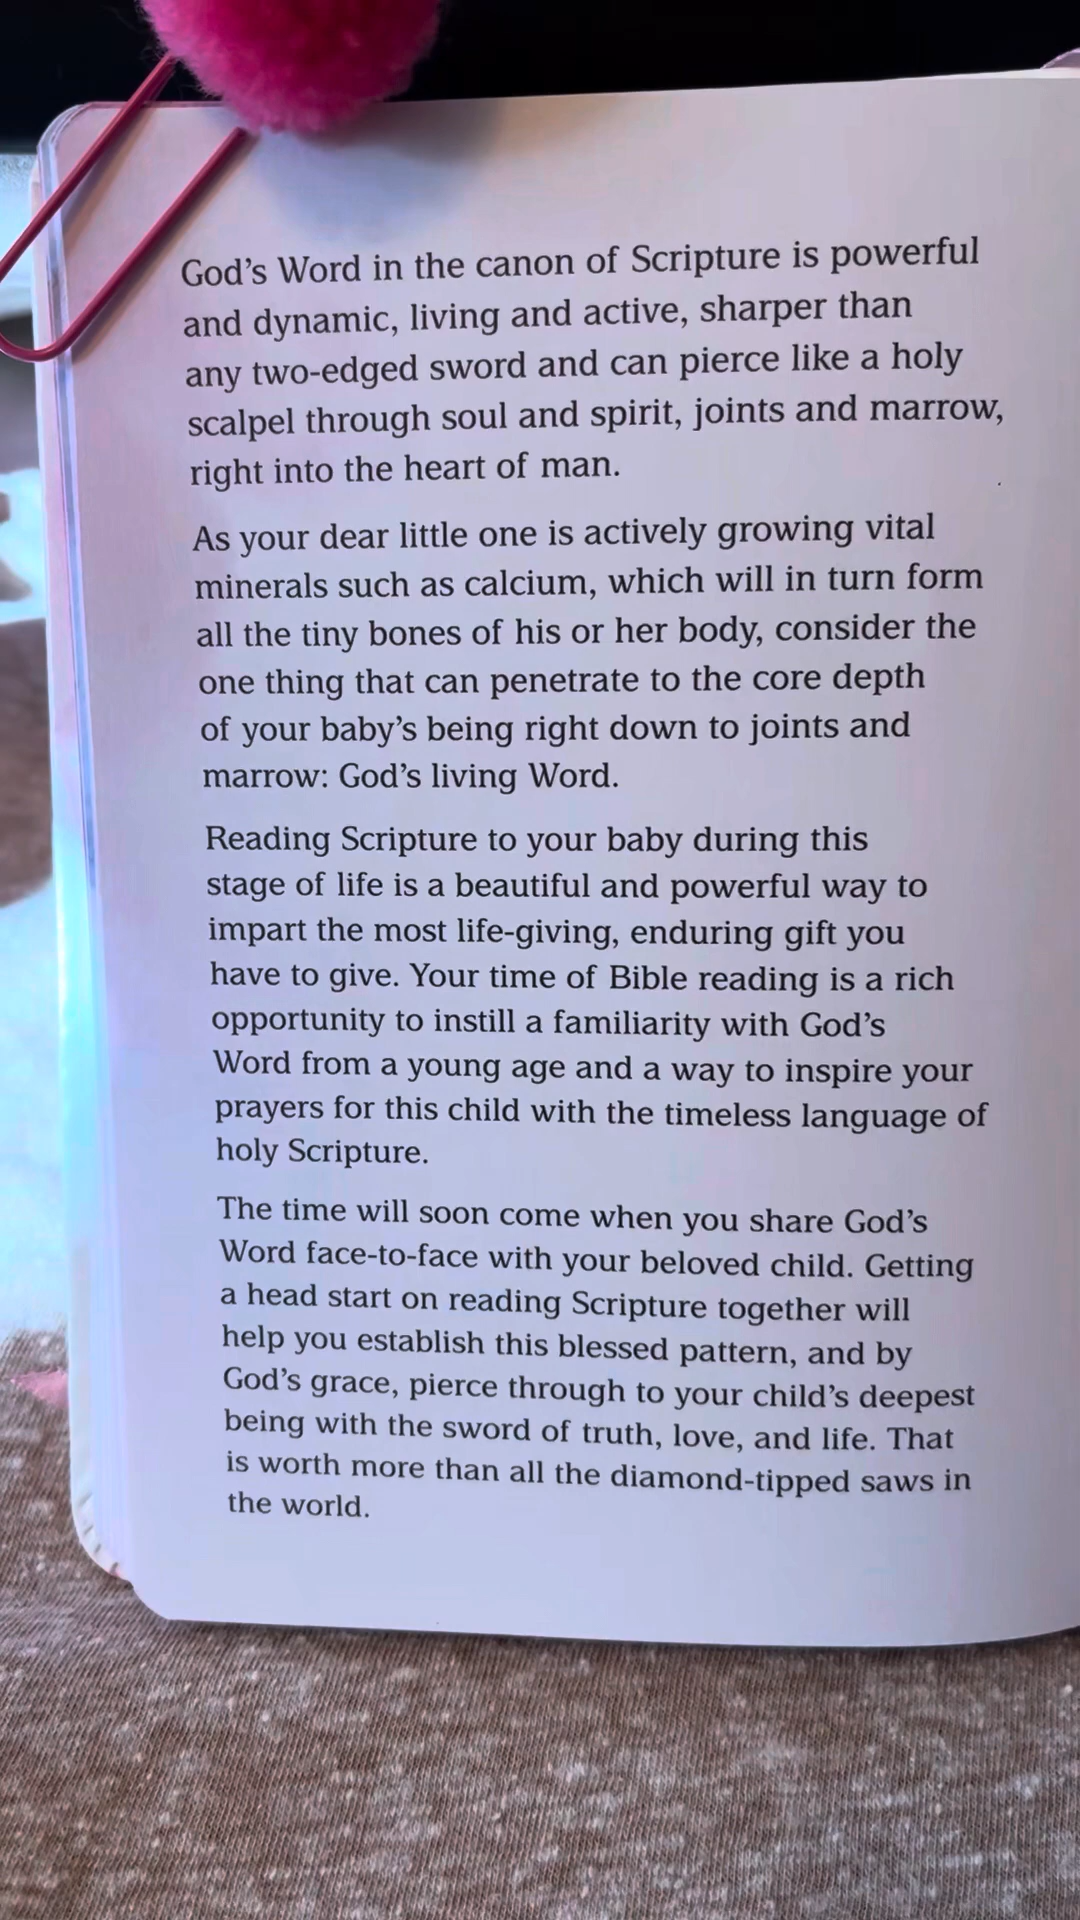 God's Word in the canon of Scripture is powerful
and dynamic, living and active, sharper than
any two-edged sword and can pierce like a holy
scalpel through soul and spirit, joints and marrow,
right into the heart of man.
As your dear little one is actively growing vital
minerals such as calcium, which will in turn form
all the tiny bones of his or her body, consider the
one thing that can penetrate to the core depth
of your baby's being right down to joints and
marrow: God's living Word.
Reading Scripture to your baby during this
stage of life is a beautiful and powerful way to
impart the most life-giving, enduring gift you
have to give. Your time of Bible reading is a rich
opportunity to instill a familiarity with God's
Word from a young age and a way to inspire your
prayers for this child with the timeless language of
holy Scripture.
The time will soon come when you share God's
Word face-to-face with your beloved child. Getting
a head start on reading Scripture together will
help you establish this blessed pattern, and by
God's grace, pierce through to your child's deepest
being with the sword of truth, love, and life. That
is worth more than all the diamond-tipped saws in
the world.